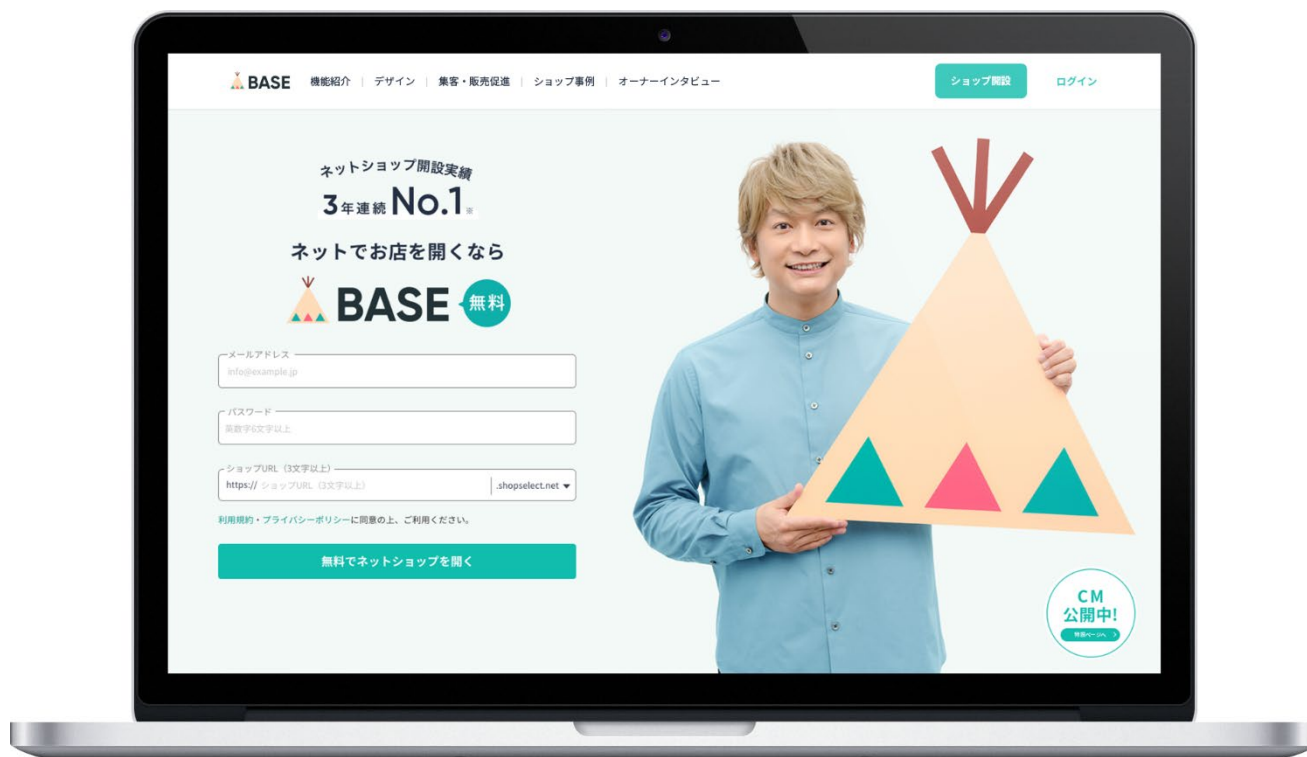 BASE 機能紹介 | デザイン | 集客・販売促進 | ショップ事例 | オーナーインタビュー ショップ開設 ログイン
ネットショップ開設実績
3年連続 No.1 ※
ネットでお店を開くなら
BASE 無料
メールアドレス
info@example.jp
パスワード
英数字6文字以上
ショップURL（3文字以上）
https:// ショップURL（3文字以上） .shopselect.net
利用規約・プライバシーポリシーに同意の上、ご利用ください。
無料でネットショップを開く
CM
公開中!
特設ページへ